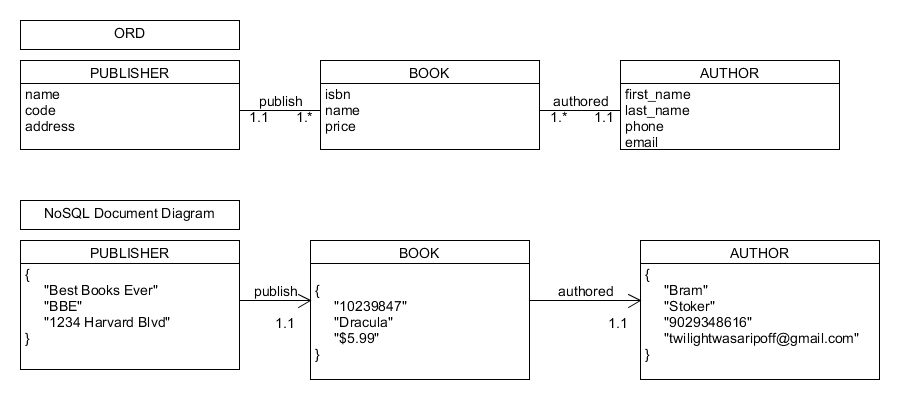 ORD
PUBLISHER
name
code
address
publish
1.1
1.*
BOOK
isbn
name
price
authored
1.*
1.1
AUTHOR
first_name
last_name
phone
email
NoSQL Document Diagram
PUBLISHER
{
"Best Books Ever"
"BBE"
"1234 Harvard Blvd"
}
publish
1.1
BOOK
{
"10239847"
"Dracula"
"$5.99"
}
authored
1.1
AUTHOR
{
"Bram"
"Stoker"
"9029348616"
"twilightwasaripoff@gmail.com"
}